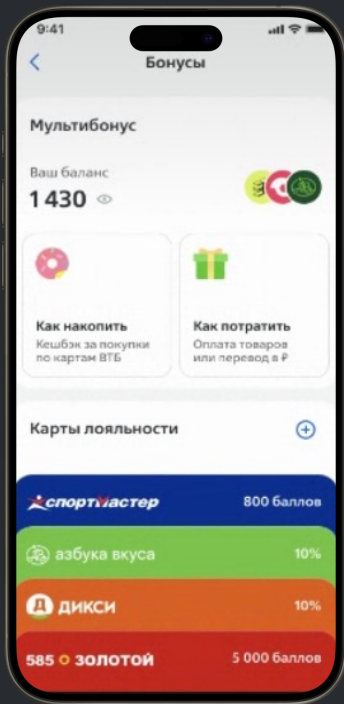 9:41
Бонусы
Мультибонус
Ваш баланс
1 430
Как накопить
Кешбэк за покупки
по картам ВТБ
Как потратить
Оплата товаров
или перевод в ₽
Карты лояльности
спортмастер 800 баллов
азбука вкуса 10%
Д ДИКСИ 10%
585 ЗОЛОТОЙ 5 000 баллов